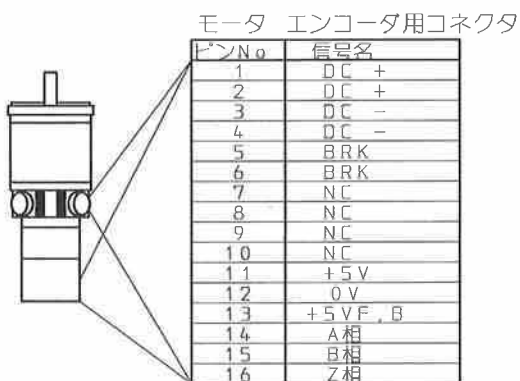 モータ エンコーダ用コネクタ
ピンNo 信号名
1 DC +
2 DC +
3 DC -
4 DC -
5 BRK
6 BRK
7 NC
8 NC
9 NC
10 NC
11 +5V
12 0V
13 +5VF.B
14 A相
15 B相
16 Z相